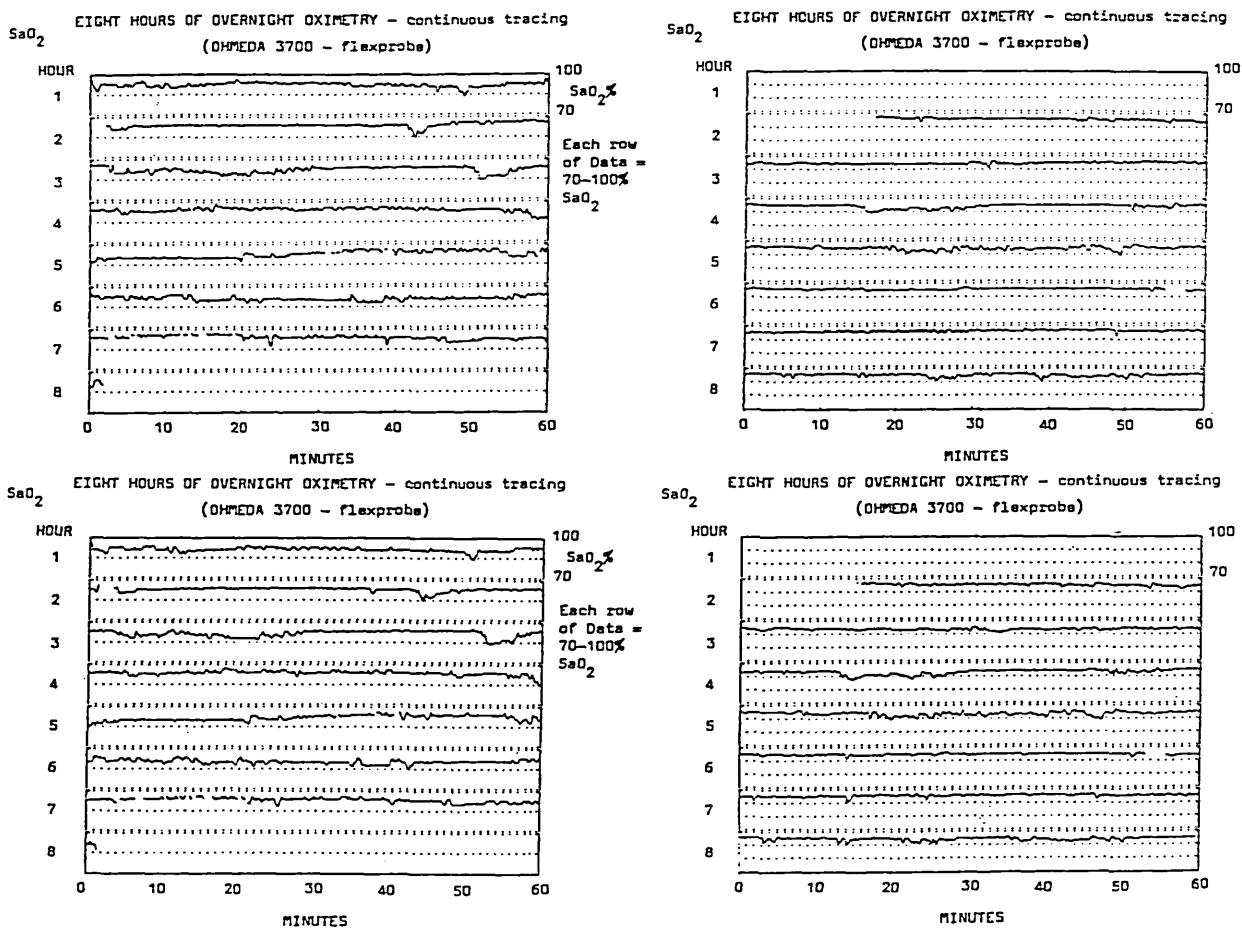 EIGHT HOURS OF OVERNIGHT OXIMETRY - continuous tracing
(OHMEDA 3700 - flexprobe)
SaO2
HOUR
1
2
3
4
5
6
7
8
100
SaO2%
70
Each row
of Data =
70-100%
SaO2
0 10 20 30 40 50 60
MINUTES
EIGHT HOURS OF OVERNIGHT OXIMETRY - continuous tracing
(OHMEDA 3700 - flexprobe)
SaO2
HOUR
1
2
3
4
5
6
7
8
100
70
0 10 20 30 40 50 60
MINUTES
EIGHT HOURS OF OVERNIGHT OXIMETRY - continuous tracing
(OHMEDA 3700 - flexprobe)
SaO2
HOUR
1
2
3
4
5
6
7
8
100
SaO2%
70
Each row
of Data =
70-100%
SaO2
0 10 20 30 40 50 60
MINUTES
EIGHT HOURS OF OVERNIGHT OXIMETRY - continuous tracing
(OHMEDA 3700 - flexprobe)
SaO2
HOUR
1
2
3
4
5
6
7
8
100
70
0 10 20 30 40 50 60
MINUTES